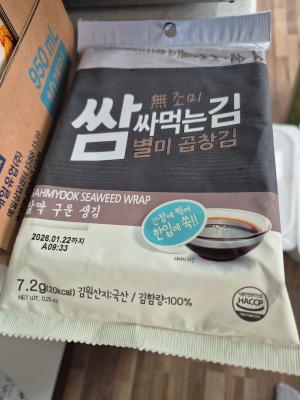 950 mL
無 조미
쌈 싸먹는김
별미 곱창김
AHMYOOK SEAWEED WRAP
살짝 구운 생김
간장에 찍어
한입에 쏙!!
2026.01.22까지
A09:33
7.2g(20kcal) 김원산지:국산 / 김함량:100%
NET WT. 0.25 oz
HACCP